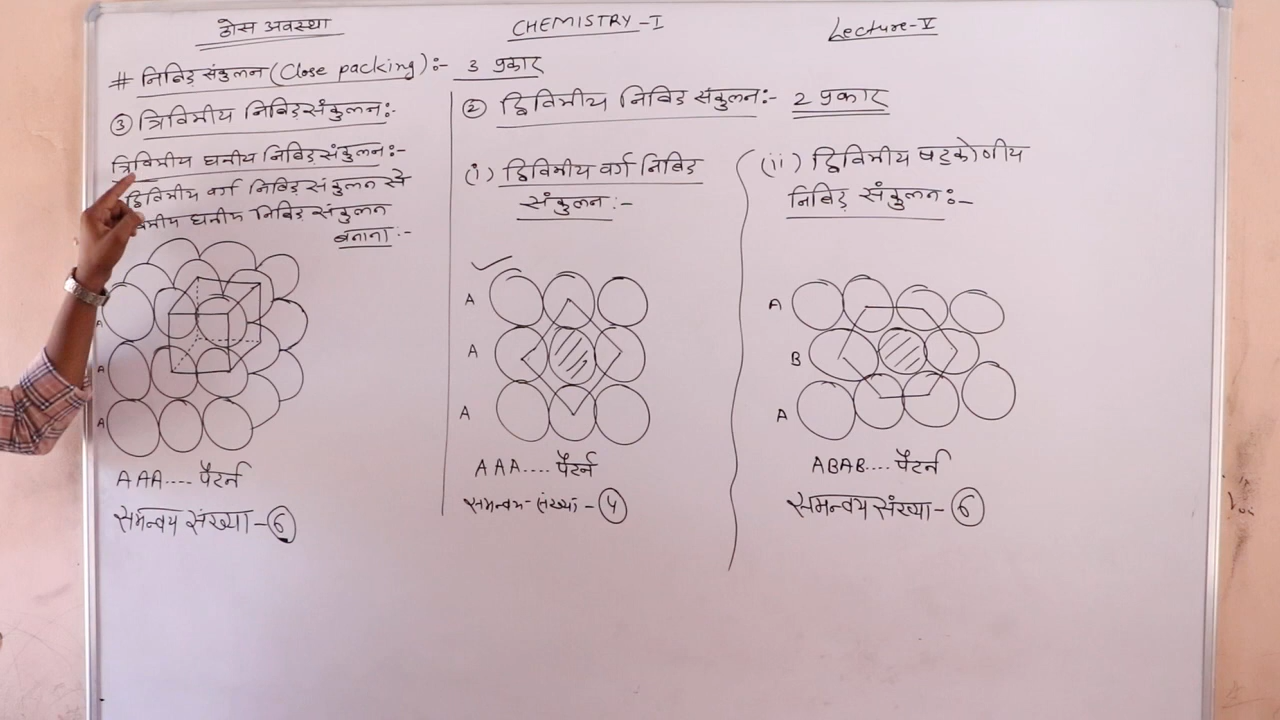 ठोस अवस्था
CHEMISTRY-I
Lecture-V
# निविड़ संकुलन (Close packing):- 3 प्रकार
③ त्रिविमीय निविड़ संकुलन:-
त्रिविमीय घनीय निविड़ संकुलन:-
द्विविमीय वर्ग निविड़ संकुलन से
विमीय घनीय निविड़ संकुलन
बनाना:-
A
A
A
AAA.... पैटर्न
समन्वय संख्या-⑥
② द्विविमीय निविड़ संकुलन:- 2 प्रकार
(i) द्विविमीय वर्ग निविड़
संकुलन:-
A
A
A
AAA.... पैटर्न
समन्वय-संख्या-④
(ii) द्विविमीय षट्कोणीय
निविड़ संकुलन:-
A
B
A
ABAB.... पैटर्न
समन्वय संख्या-⑥